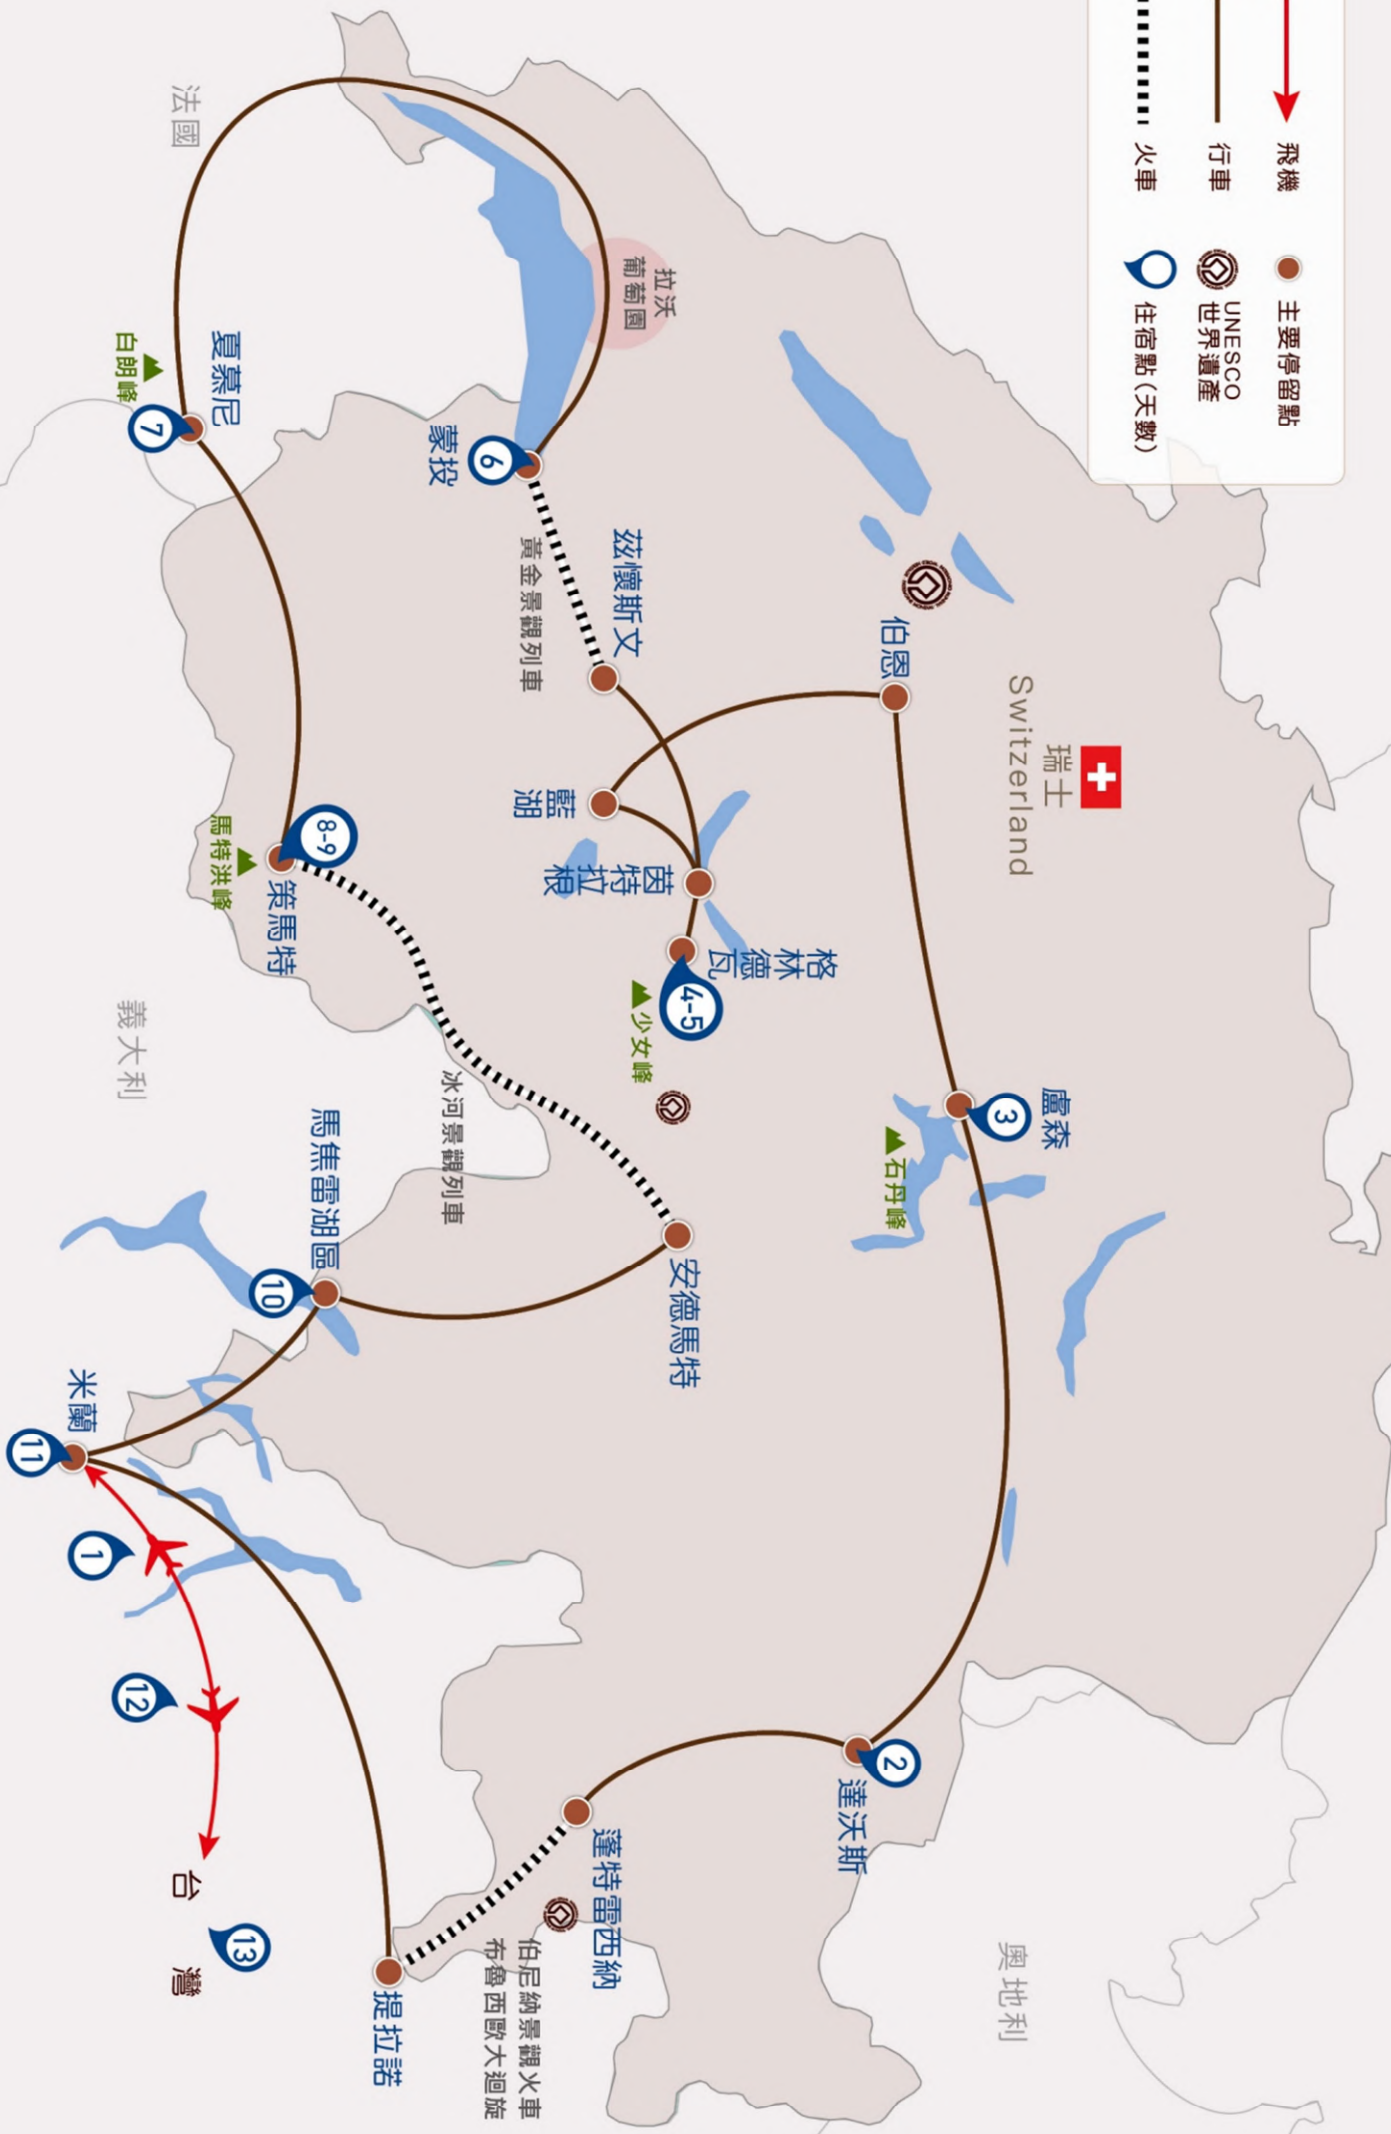 飛機
行車
火車
主要停留點
UNESCO
世界遺產
住宿點(天數)
瑞士
Switzerland
法國
拉沃
葡萄園
夏慕尼
白朗峰
7
蒙投
6
黃金景觀列車
茲懷斯文
伯恩
藍湖
茵特拉根
格林德瓦
4-5
少女峰
盧森
3
石丹峰
8-9
策馬特
馬特洪峰
冰河景觀列車
安德馬特
義大利
馬焦雷湖區
10
米蘭
11
1
12
台灣
13
達沃斯
2
蓬特雷西納
伯尼納景觀火車
布魯西歐大迴旋
提拉諾
奧地利